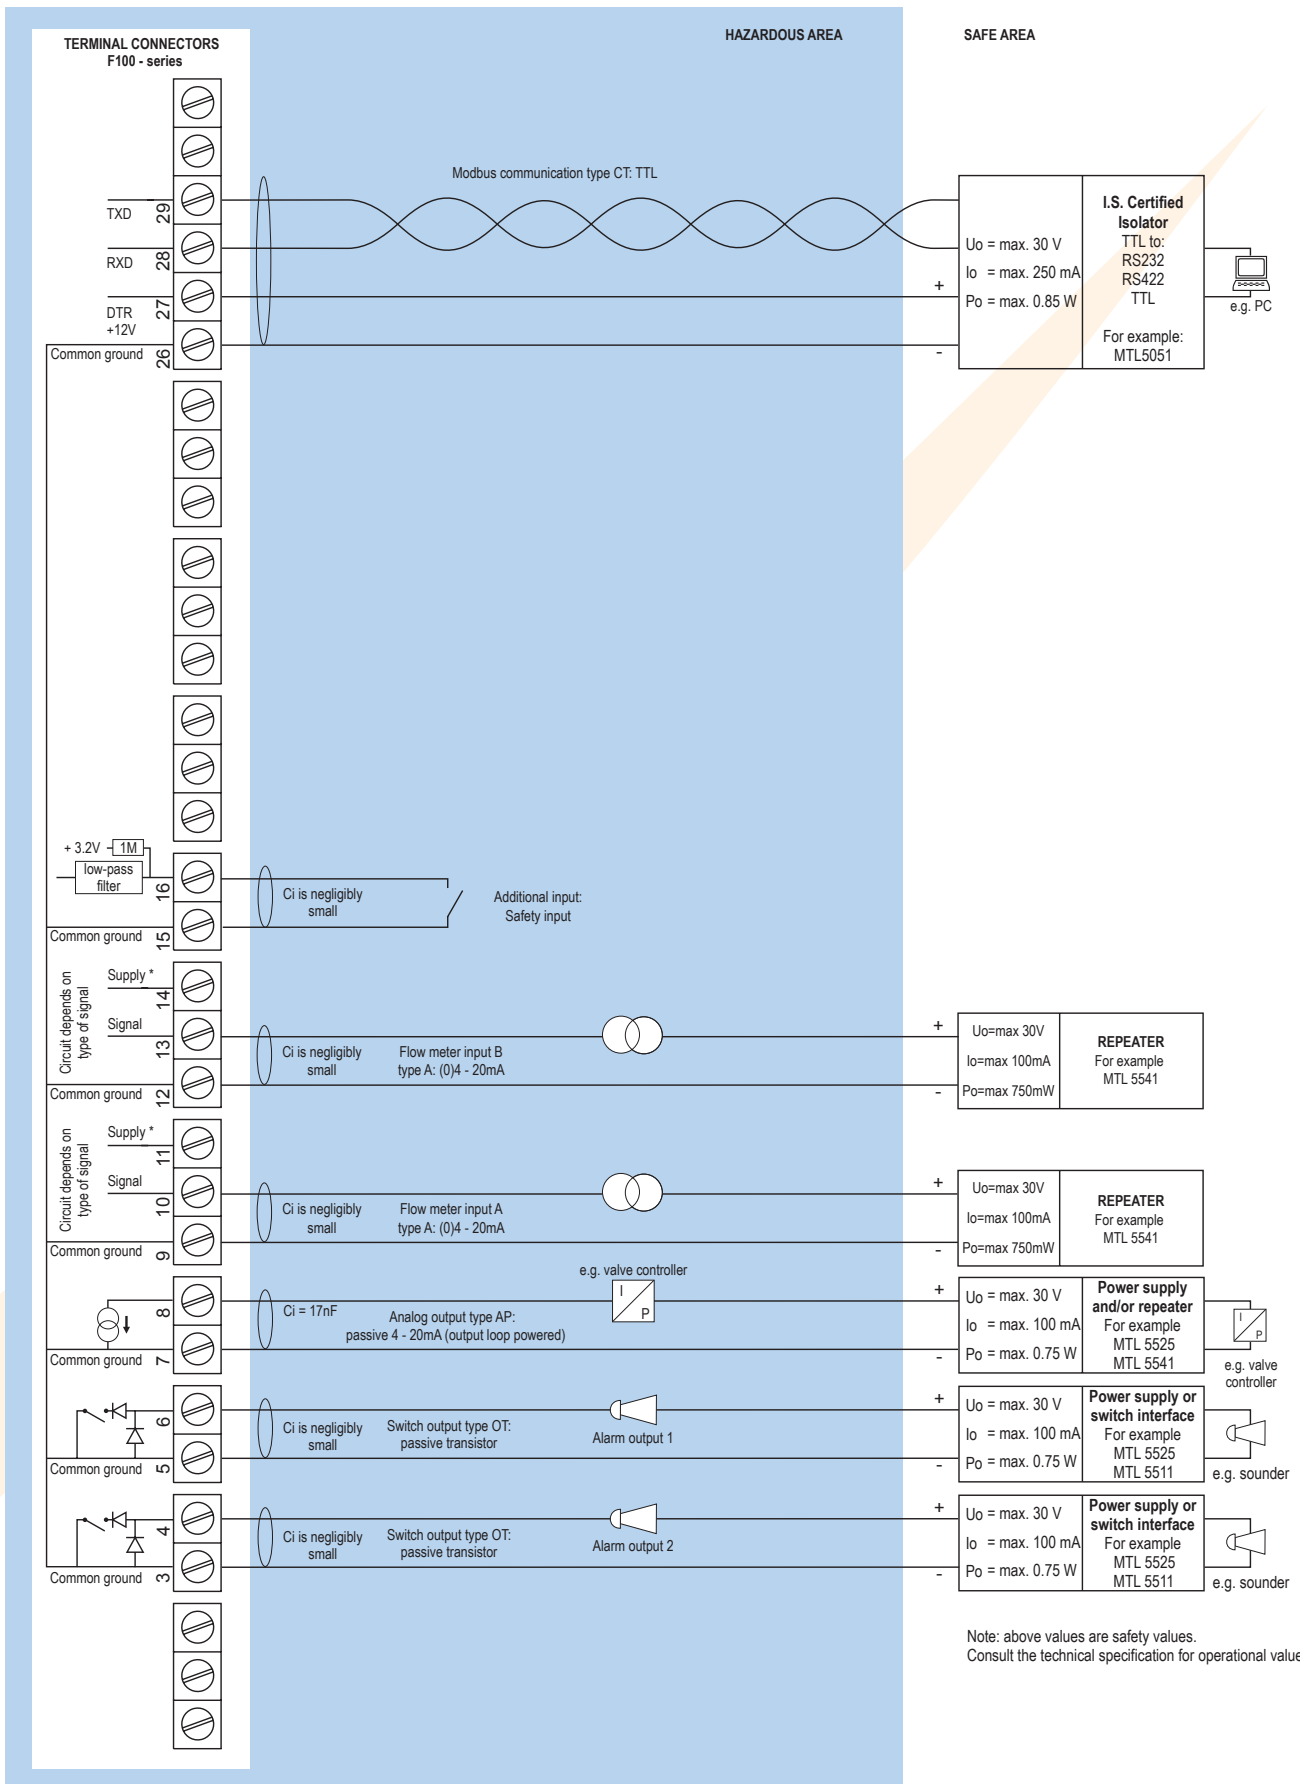 TERMINAL CONNECTORS
F100 - series
HAZARDOUS AREA
SAFE AREA
Modbus communication type CT: TTL
TXD
29
RXD
28
DTR
+12V
27
Common ground
26
+
-
Uo = max. 30 V
Io = max. 250 mA
Po = max. 0.85 W
I.S. Certified
Isolator
TTL to:
RS232
RS422
TTL
For example:
MTL5051
e.g. PC
+ 3.2V
1M
low-pass
filter
16
Common ground
15
Ci is negligibly
small
Additional input:
Safety input
Circuit depends on
type of signal
Supply *
14
Signal
13
Common ground
12
Ci is negligibly
small
Flow meter input B
type A: (0)4 - 20mA
+
-
Uo=max 30V
Io=max 100mA
Po=max 750mW
REPEATER
For example
MTL 5541
Circuit depends on
type of signal
Supply *
11
Signal
10
Common ground
9
Ci is negligibly
small
Flow meter input A
type A: (0)4 - 20mA
+
-
Uo=max 30V
Io=max 100mA
Po=max 750mW
REPEATER
For example
MTL 5541
8
Common ground
7
Ci = 17nF
Analog output type AP:
passive 4 - 20mA (output loop powered)
e.g. valve controller
I
P
+
-
Uo = max. 30 V
Io = max. 100 mA
Po = max. 0.75 W
Power supply
and/or repeater
For example
MTL 5525
MTL 5541
I
P
e.g. valve
controller
6
Common ground
5
Ci is negligibly
small
Switch output type OT:
passive transistor
Alarm output 1
+
-
Uo = max. 30 V
Io = max. 100 mA
Po = max. 0.75 W
Power supply or
switch interface
For example
MTL 5525
MTL 5511
e.g. sounder
4
Common ground
3
Ci is negligibly
small
Switch output type OT:
passive transistor
Alarm output 2
+
-
Uo = max. 30 V
Io = max. 100 mA
Po = max. 0.75 W
Power supply or
switch interface
For example
MTL 5525
MTL 5511
e.g. sounder
Note: above values are safety values.
Consult the technical specification for operational value